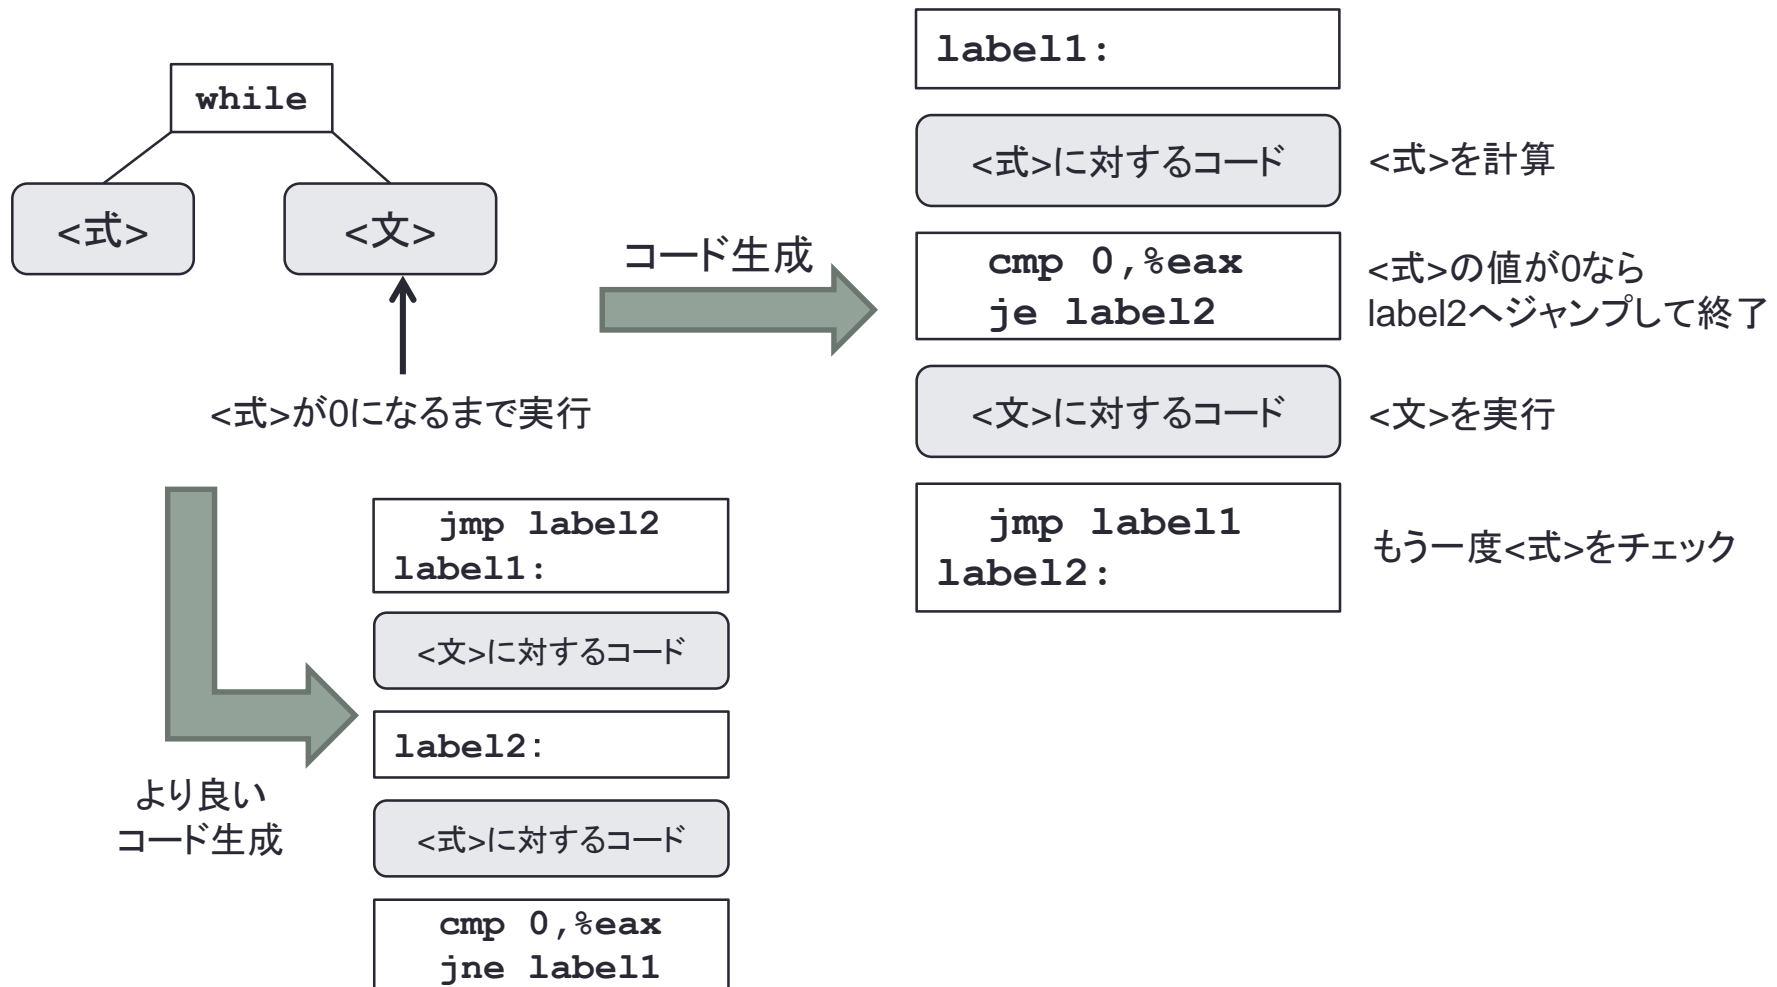 while
<式>
<文>
<式>が0になるまで実行
コード生成
label1:
<式>に対するコード
<式>を計算
cmp 0,%eax
je label2
<式>の値が0なら
label2へジャンプして終了
<文>に対するコード
<文>を実行
jmp label1
label2:
もう一度<式>をチェック
より良い
コード生成
jmp label2
label1:
<文>に対するコード
label2:
<式>に対するコード
cmp 0,%eax
jne label1